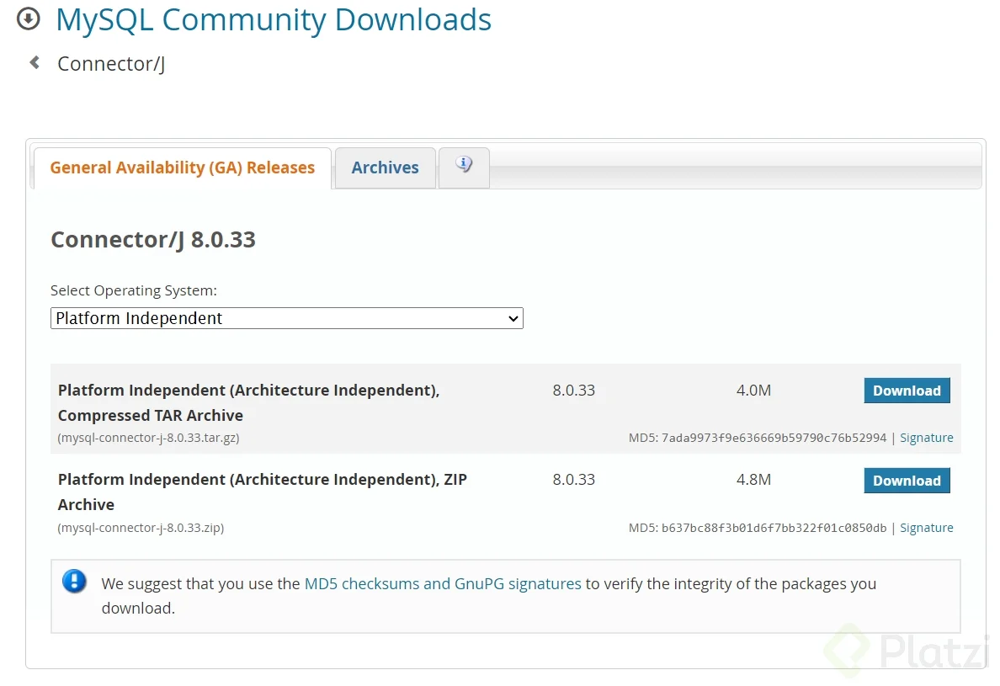 MySQL Community Downloads
Connector/J
General Availability (GA) Releases
Archives
Connector/J 8.0.33
Select Operating System:
Platform Independent
Platform Independent (Architecture Independent), 8.0.33 4.0M Download
Compressed TAR Archive
(mysql-connector-j-8.0.33.tar.gz) MD5: 7ada9973f9e636669b59790c76b52994 | Signature
Platform Independent (Architecture Independent), ZIP 8.0.33 4.8M Download
Archive
(mysql-connector-j-8.0.33.zip) MD5: b637bc88f3b01d6f7bb322f01c0850db | Signature
We suggest that you use the MD5 checksums and GnuPG signatures to verify the integrity of the packages you
download.
Platzi